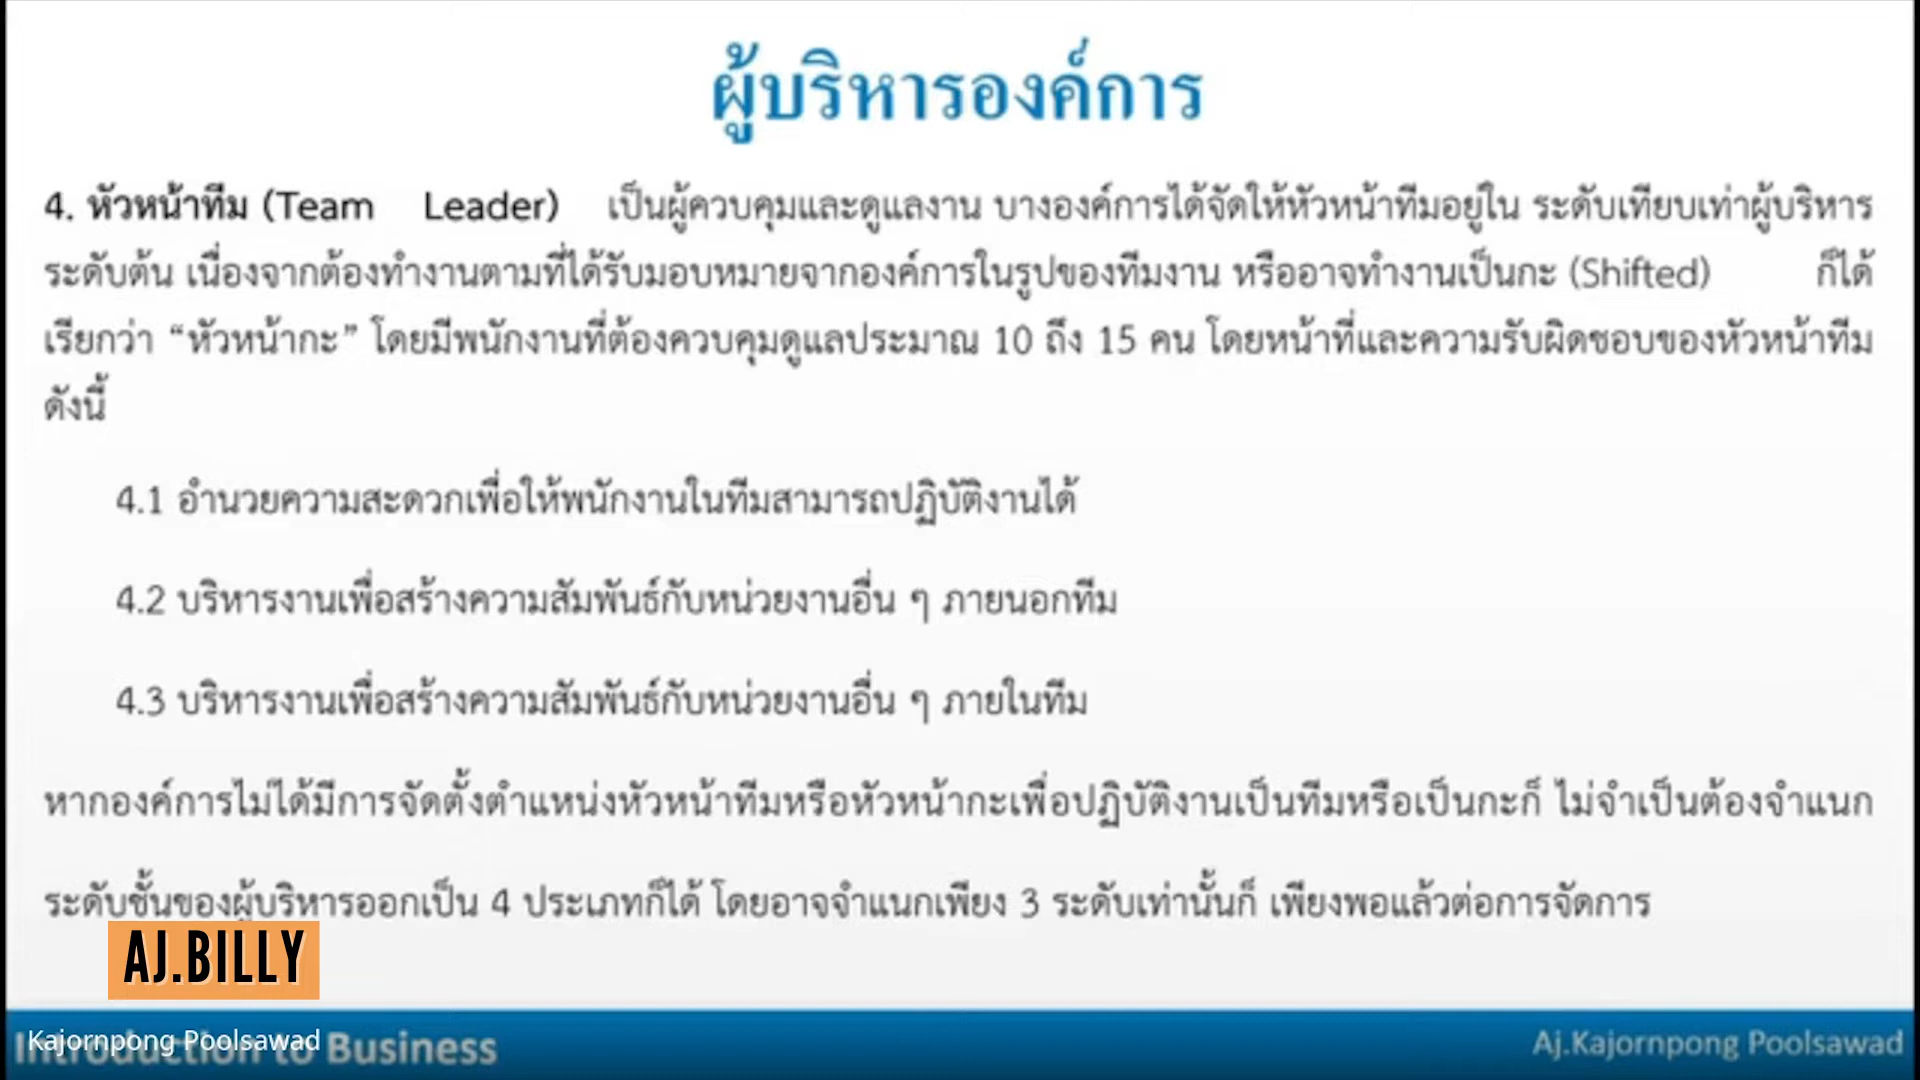 ผู้บริหารองค์การ
4. หัวหน้าทีม (Team Leader) เป็นผู้ควบคุมและดูแลงาน บางองค์การได้จัดให้หัวหน้าทีมอยู่ใน ระดับเทียบเท่าผู้บริหาร
ระดับต้น เนื่องจากต้องทำงานตามที่ได้รับมอบหมายจากองค์การในรูปของทีมงาน หรืออาจทำงานเป็นกะ (Shifted) ก็ได้
เรียกว่า “หัวหน้ากะ” โดยมีพนักงานที่ต้องควบคุมดูแลประมาณ 10 ถึง 15 คน โดยหน้าที่และความรับผิดชอบของหัวหน้าทีม
ดังนี้
4.1 อำนวยความสะดวกเพื่อให้พนักงานในทีมสามารถปฏิบัติงานได้
4.2 บริหารงานเพื่อสร้างความสัมพันธ์กับหน่วยงานอื่น ๆ ภายนอกทีม
4.3 บริหารงานเพื่อสร้างความสัมพันธ์กับหน่วยงานอื่น ๆ ภายในทีม
หากองค์การไม่ได้มีการจัดตั้งตำแหน่งหัวหน้าทีมหรือหัวหน้ากะเพื่อปฏิบัติงานเป็นทีมหรือเป็นกะก็ ไม่จำเป็นต้องจำแนก
ระดับชั้นของผู้บริหารออกเป็น 4 ประเภทก็ได้ โดยอาจจำแนกเพียง 3 ระดับเท่านั้นก็ เพียงพอแล้วต่อการจัดการ
AJ.BILLY
Kajornpong Poolsawad
Introduction to Business
Aj.Kajornpong Poolsawad